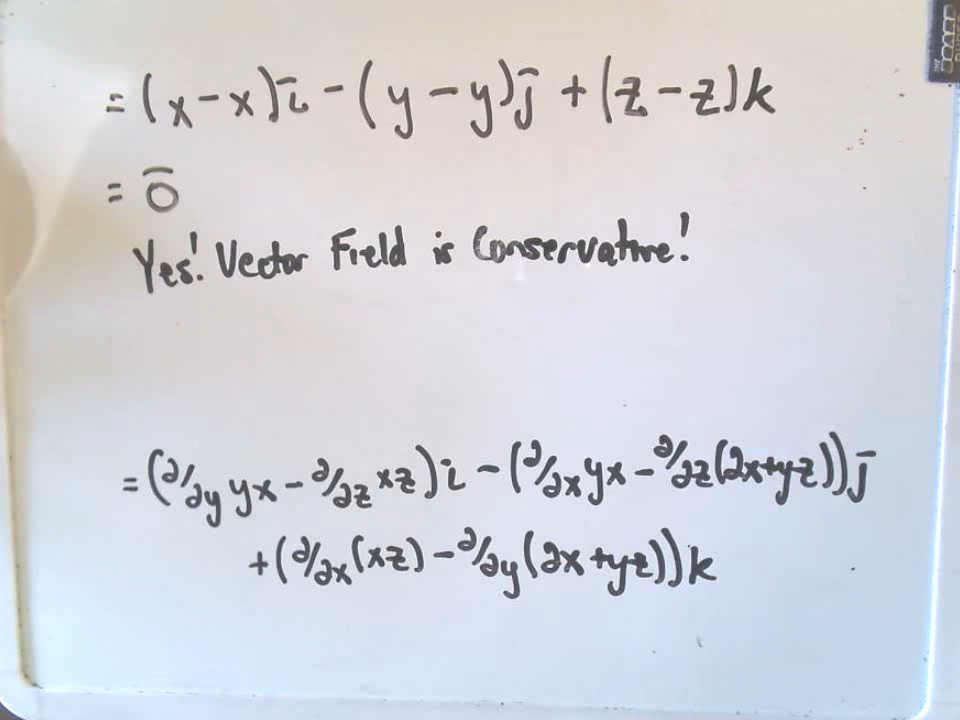 = (x - x)i̅ - (y - y)j̅ + (z - z)k
= 0̅
Yes! Vector Field is Conservative!
= (∂/∂y yx - ∂/∂z xz)i̅ - (∂/∂x yx - ∂/∂z(2x+yz))j̅
+ (∂/∂x(xz) - ∂/∂y(2x+yz))k